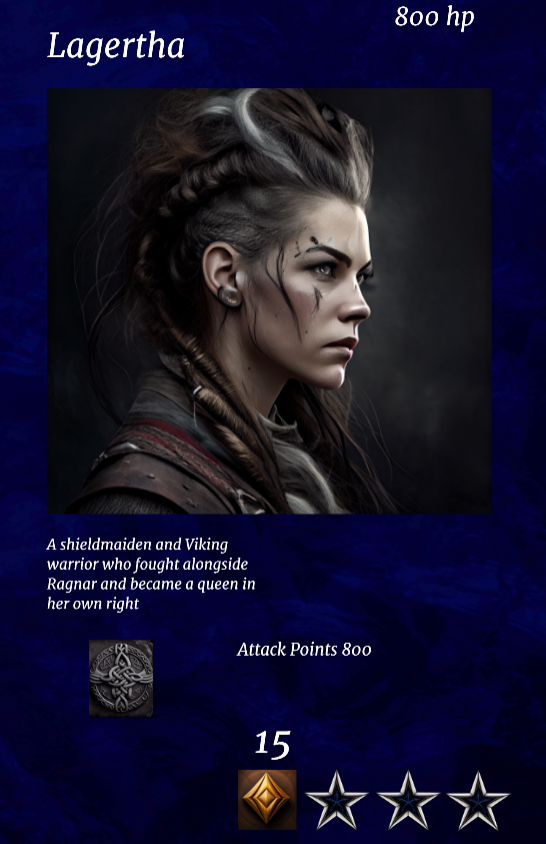 800 hp
Lagertha
A shieldmaiden and Viking
warrior who fought alongside
Ragnar and became a queen in
her own right
Attack Points 800
15